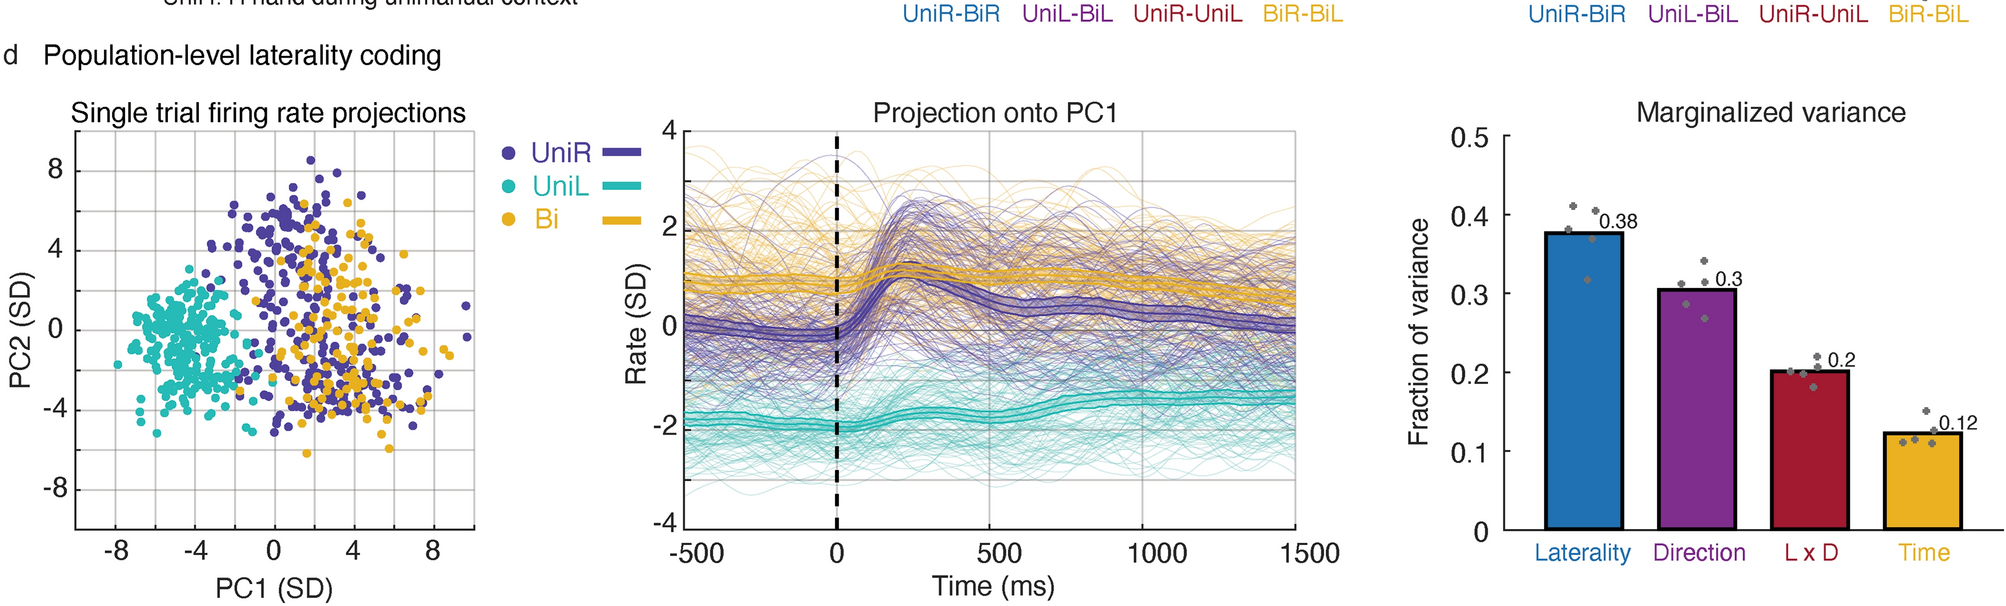 UniR-BiR UniL-BiL UniR-UniL BiR-BiL
UniR-BiR UniL-BiL UniR-UniL BiR-BiL
d Population-level laterality coding
Single trial firing rate projections
8
4
0
-4
-8
-8 -4 0 4 8
PC2 (SD)
PC1 (SD)
UniR
UniL
Bi
Projection onto PC1
4
2
0
-2
-4
-500 0 500 1000 1500
Rate (SD)
Time (ms)
Marginalized variance
0.5
0.4
0.3
0.2
0.1
0
Fraction of variance
0.38
0.3
0.2
0.12
Laterality Direction L x D Time